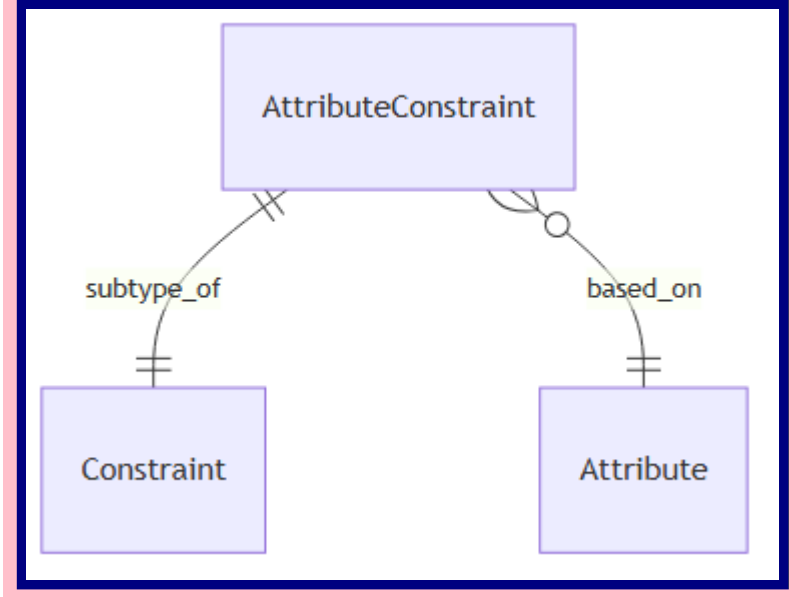 AttributeConstraint
subtype_of
based_on
Constraint
Attribute